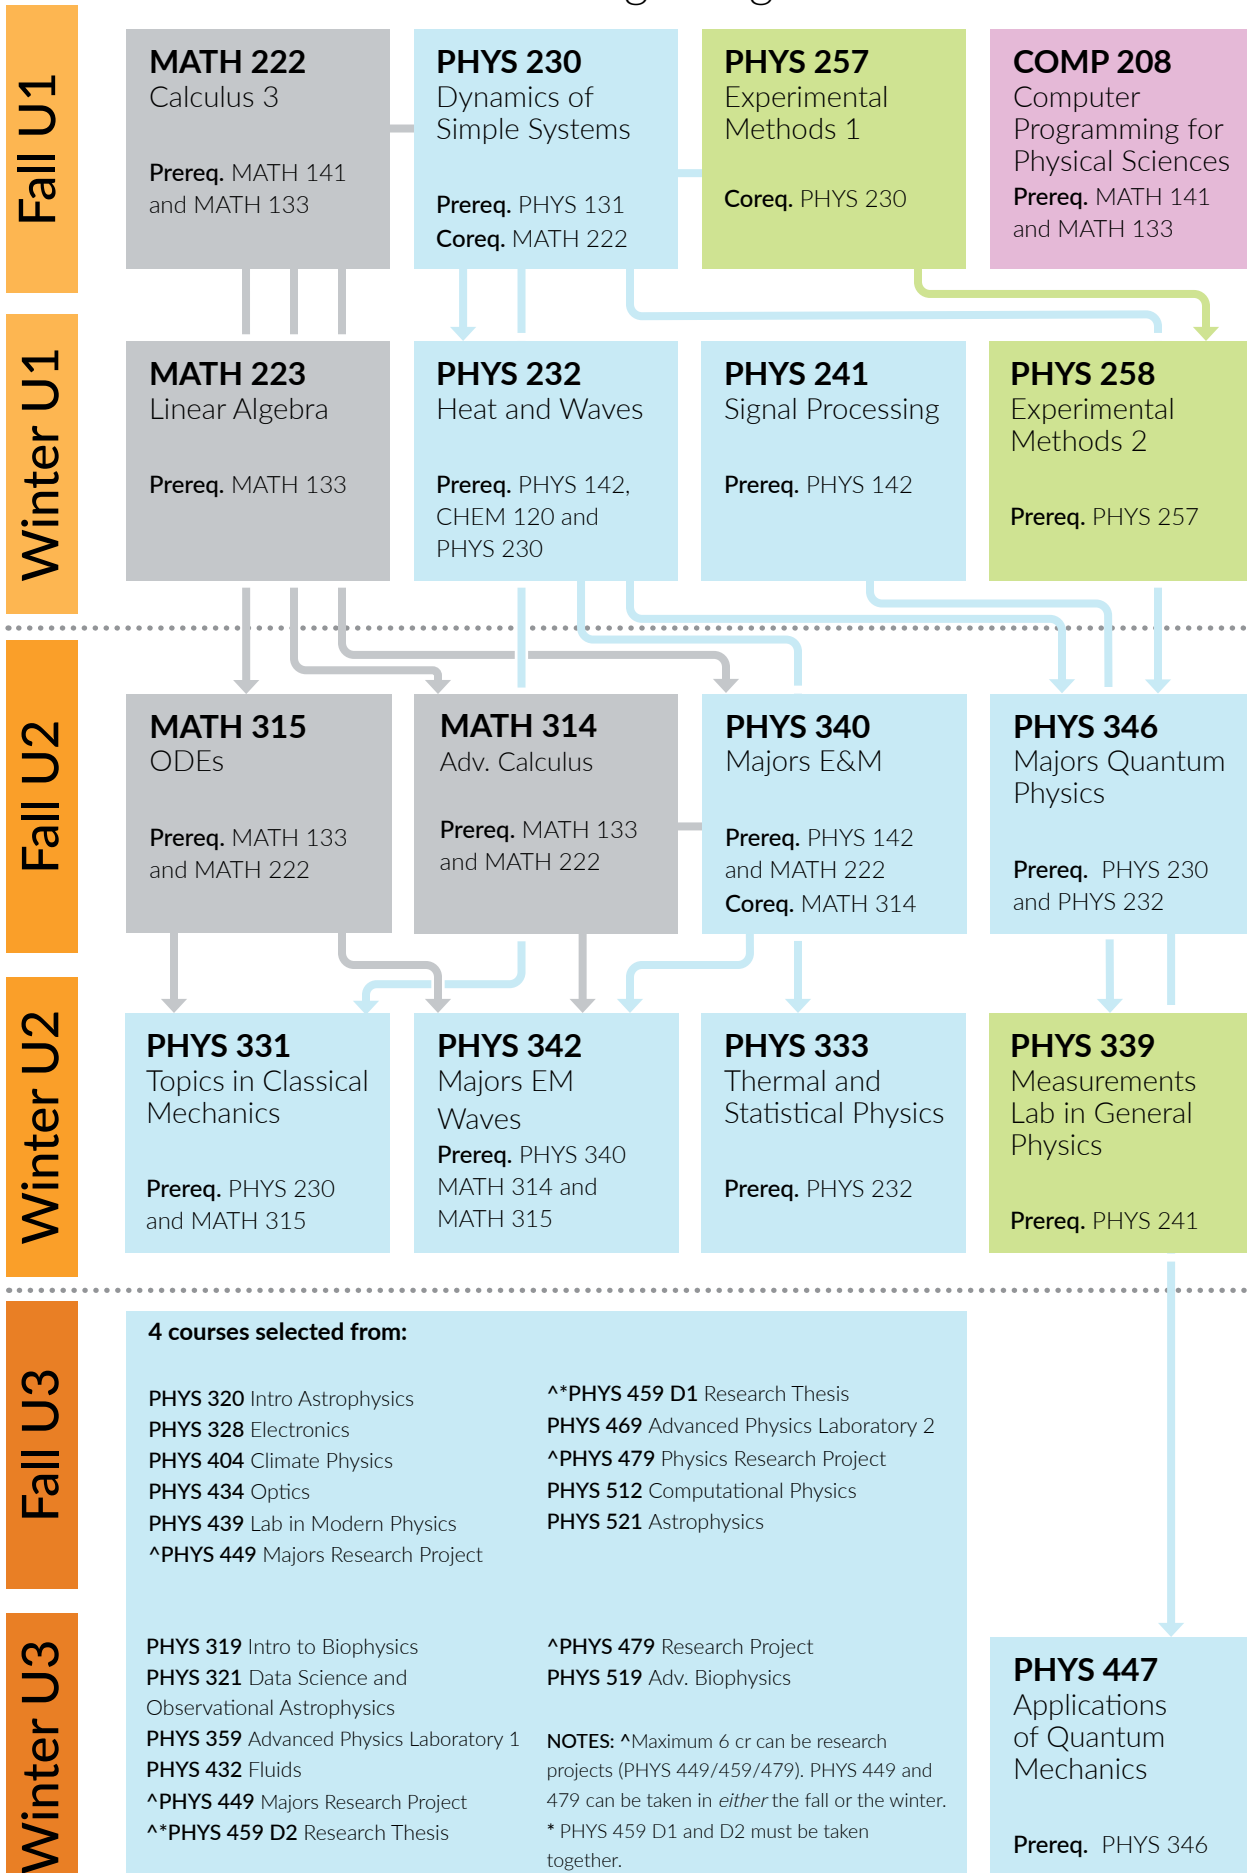 Fall U1
MATH 222
Calculus 3
Prereq. MATH 141
and MATH 133
PHYS 230
Dynamics of
Simple Systems
Prereq. PHYS 131
Coreq. MATH 222
PHYS 257
Experimental
Methods 1
Coreq. PHYS 230
COMP 208
Computer
Programming for
Physical Sciences
Prereq. MATH 141
and MATH 133
Winter U1
MATH 223
Linear Algebra
Prereq. MATH 133
PHYS 232
Heat and Waves
Prereq. PHYS 142,
CHEM 120 and
PHYS 230
PHYS 241
Signal Processing
Prereq. PHYS 142
PHYS 258
Experimental
Methods 2
Prereq. PHYS 257
Fall U2
MATH 315
ODEs
Prereq. MATH 133
and MATH 222
MATH 314
Adv. Calculus
Prereq. MATH 133
and MATH 222
PHYS 340
Majors E&M
Prereq. PHYS 142
and MATH 222
Coreq. MATH 314
PHYS 346
Majors Quantum
Physics
Prereq. PHYS 230
and PHYS 232
Winter U2
PHYS 331
Topics in Classical
Mechanics
Prereq. PHYS 230
and MATH 315
PHYS 342
Majors EM
Waves
Prereq. PHYS 340
MATH 314 and
MATH 315
PHYS 333
Thermal and
Statistical Physics
Prereq. PHYS 232
PHYS 339
Measurements
Lab in General
Physics
Prereq. PHYS 241
Fall U3
4 courses selected from:
PHYS 320 Intro Astrophysics
PHYS 328 Electronics
PHYS 404 Climate Physics
PHYS 434 Optics
PHYS 439 Lab in Modern Physics
^PHYS 449 Majors Research Project
^*PHYS 459 D1 Research Thesis
PHYS 469 Advanced Physics Laboratory 2
^PHYS 479 Physics Research Project
PHYS 512 Computational Physics
PHYS 521 Astrophysics
Winter U3
PHYS 319 Intro to Biophysics
PHYS 321 Data Science and
Observational Astrophysics
PHYS 359 Advanced Physics Laboratory 1
PHYS 432 Fluids
^PHYS 449 Majors Research Project
^*PHYS 459 D2 Research Thesis
^PHYS 479 Research Project
PHYS 519 Adv. Biophysics
NOTES: ^Maximum 6 cr can be research
projects (PHYS 449/459/479). PHYS 449 and
479 can be taken in either the fall or the winter.
* PHYS 459 D1 and D2 must be taken
together.
PHYS 447
Applications
of Quantum
Mechanics
Prereq. PHYS 346